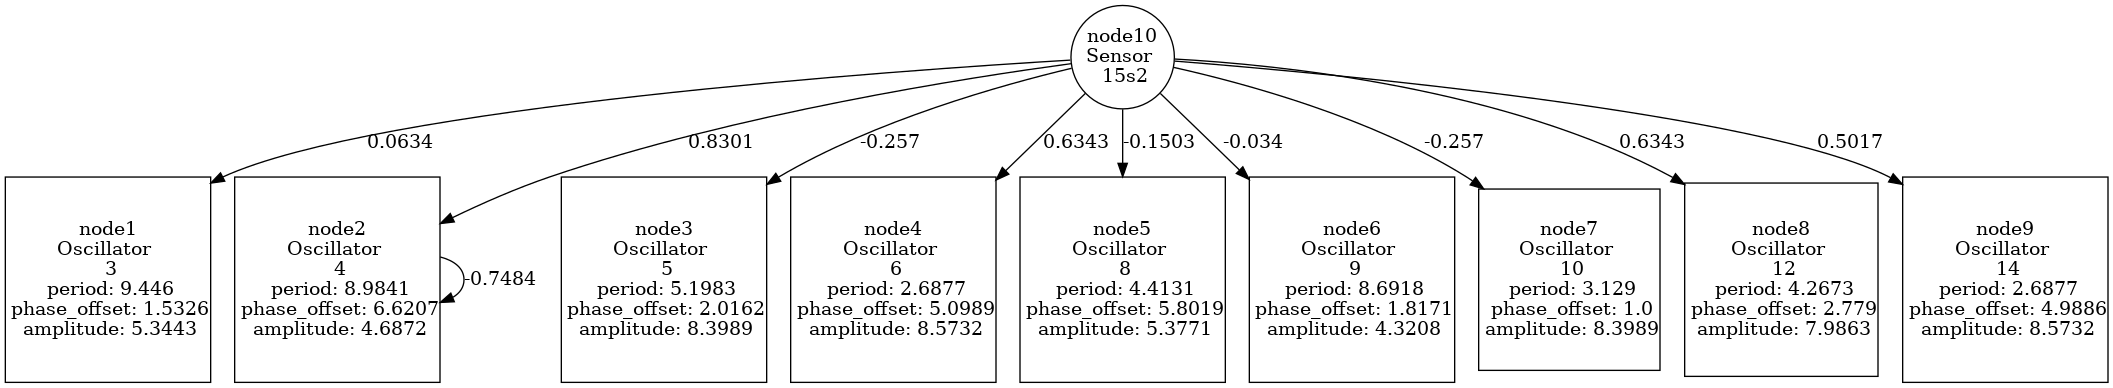 node10
Sensor
15s2
0.0634
0.8301
-0.257
0.6343
-0.1503
-0.034
-0.257
0.6343
0.5017
node1
Oscillator
3
period: 9.446
phase_offset: 1.5326
amplitude: 5.3443
node2
Oscillator
4
period: 8.9841
phase_offset: 6.6207
amplitude: 4.6872
-0.7484
node3
Oscillator
5
period: 5.1983
phase_offset: 2.0162
amplitude: 8.3989
node4
Oscillator
6
period: 2.6877
phase_offset: 5.0989
amplitude: 8.5732
node5
Oscillator
8
period: 4.4131
phase_offset: 5.8019
amplitude: 5.3771
node6
Oscillator
9
period: 8.6918
phase_offset: 1.8171
amplitude: 4.3208
node7
Oscillator
10
period: 3.129
phase_offset: 1.0
amplitude: 8.3989
node8
Oscillator
12
period: 4.2673
phase_offset: 2.779
amplitude: 7.9863
node9
Oscillator
14
period: 2.6877
phase_offset: 4.9886
amplitude: 8.5732